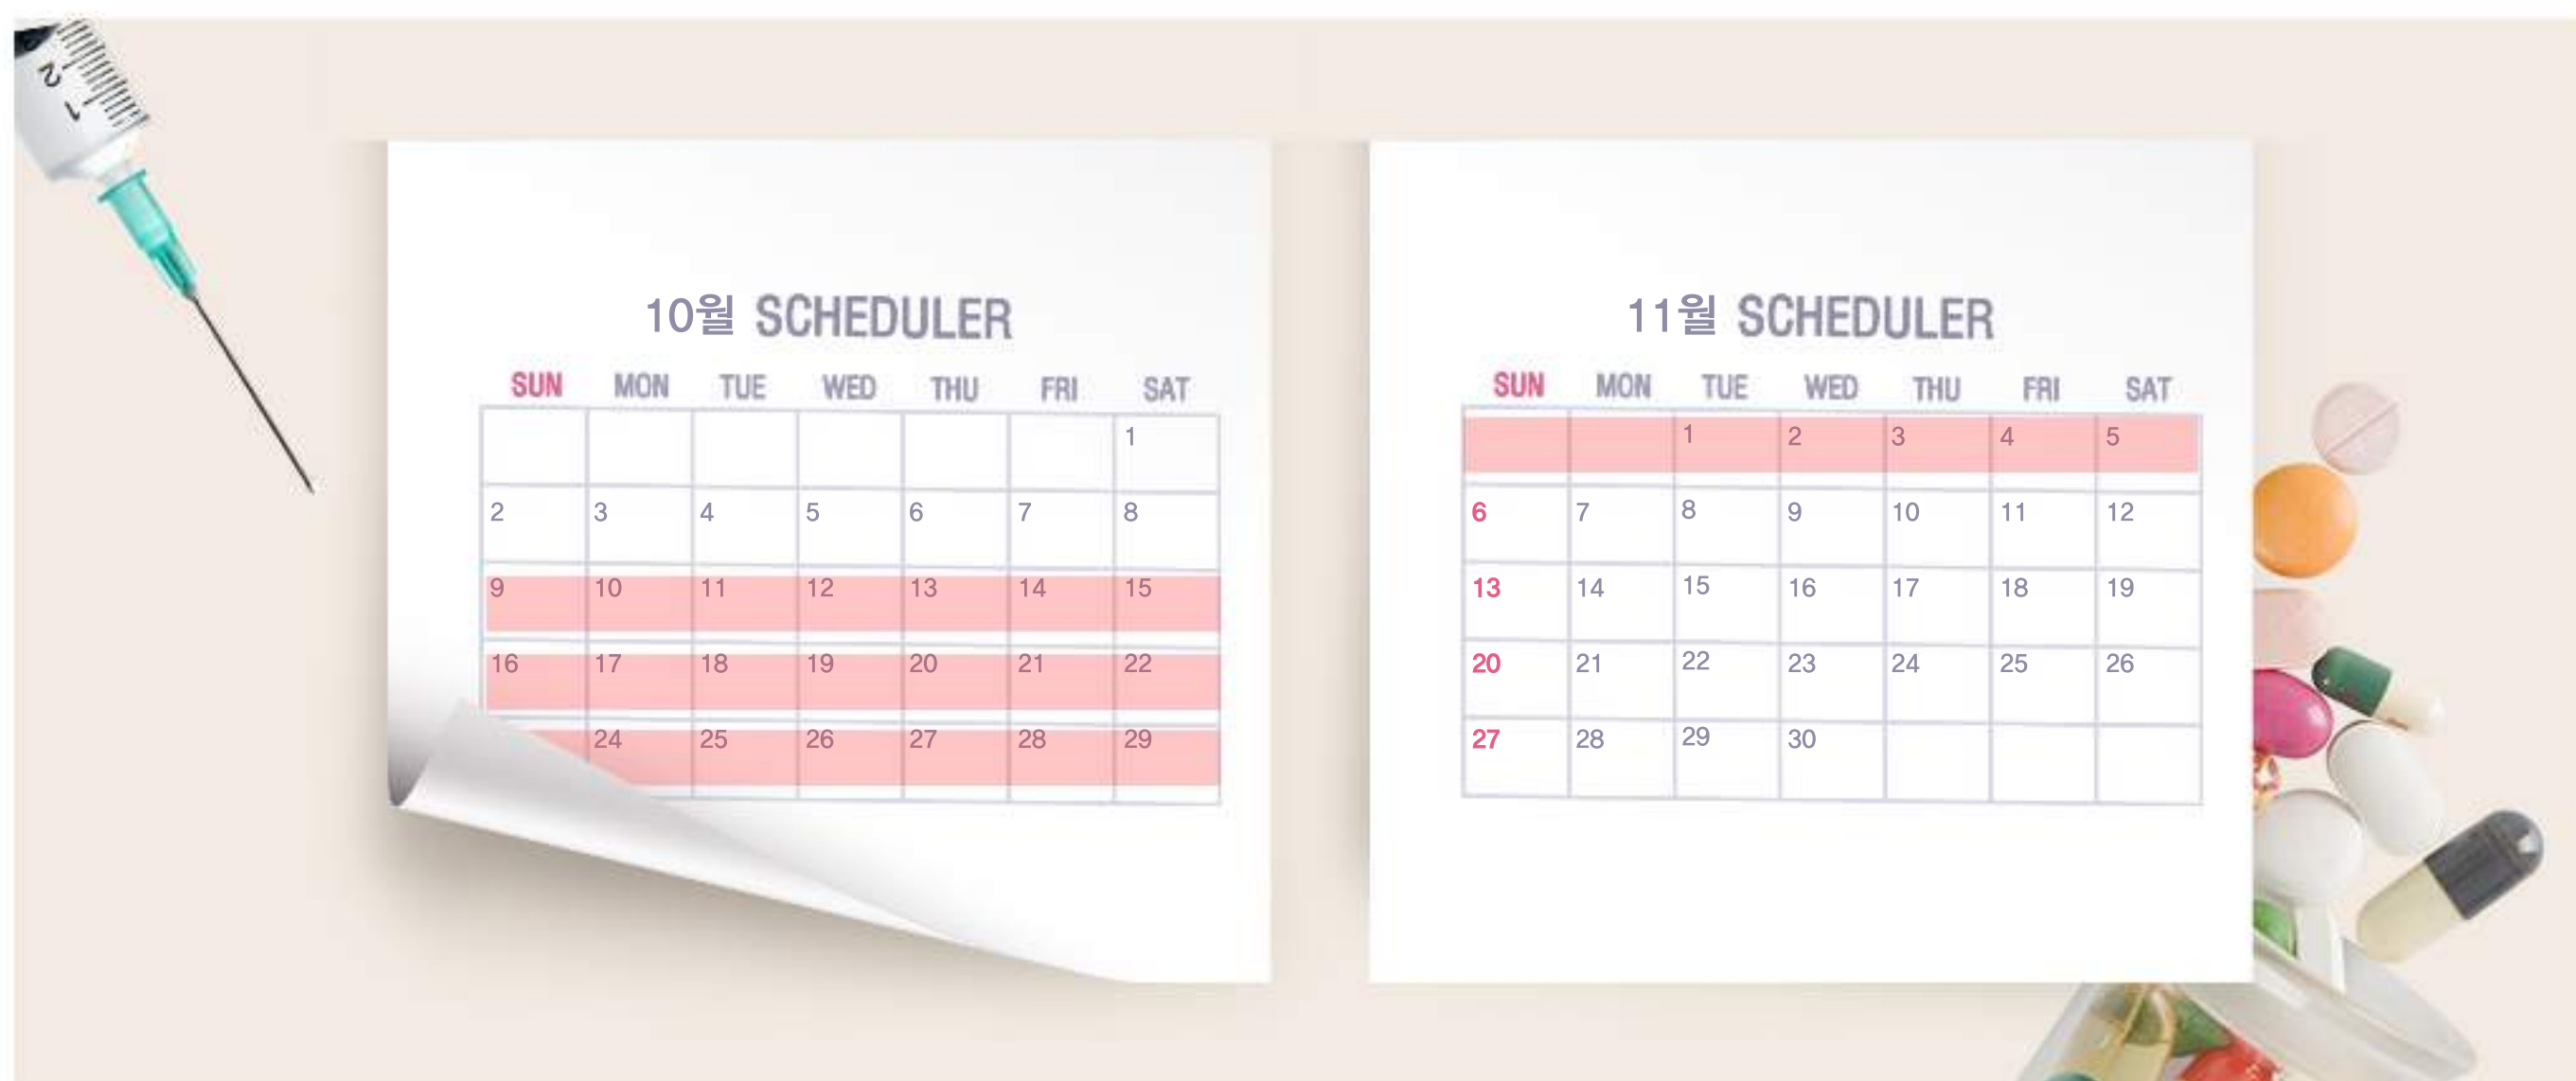 2
1
10월 SCHEDULER
SUN MON TUE WED THU FRI SAT
1
2 3 4 5 6 7 8
9 10 11 12 13 14 15
16 17 18 19 20 21 22
24 25 26 27 28 29
11월 SCHEDULER
SUN MON TUE WED THU FRI SAT
1 2 3 4 5
6 7 8 9 10 11 12
13 14 15 16 17 18 19
20 21 22 23 24 25 26
27 28 29 30